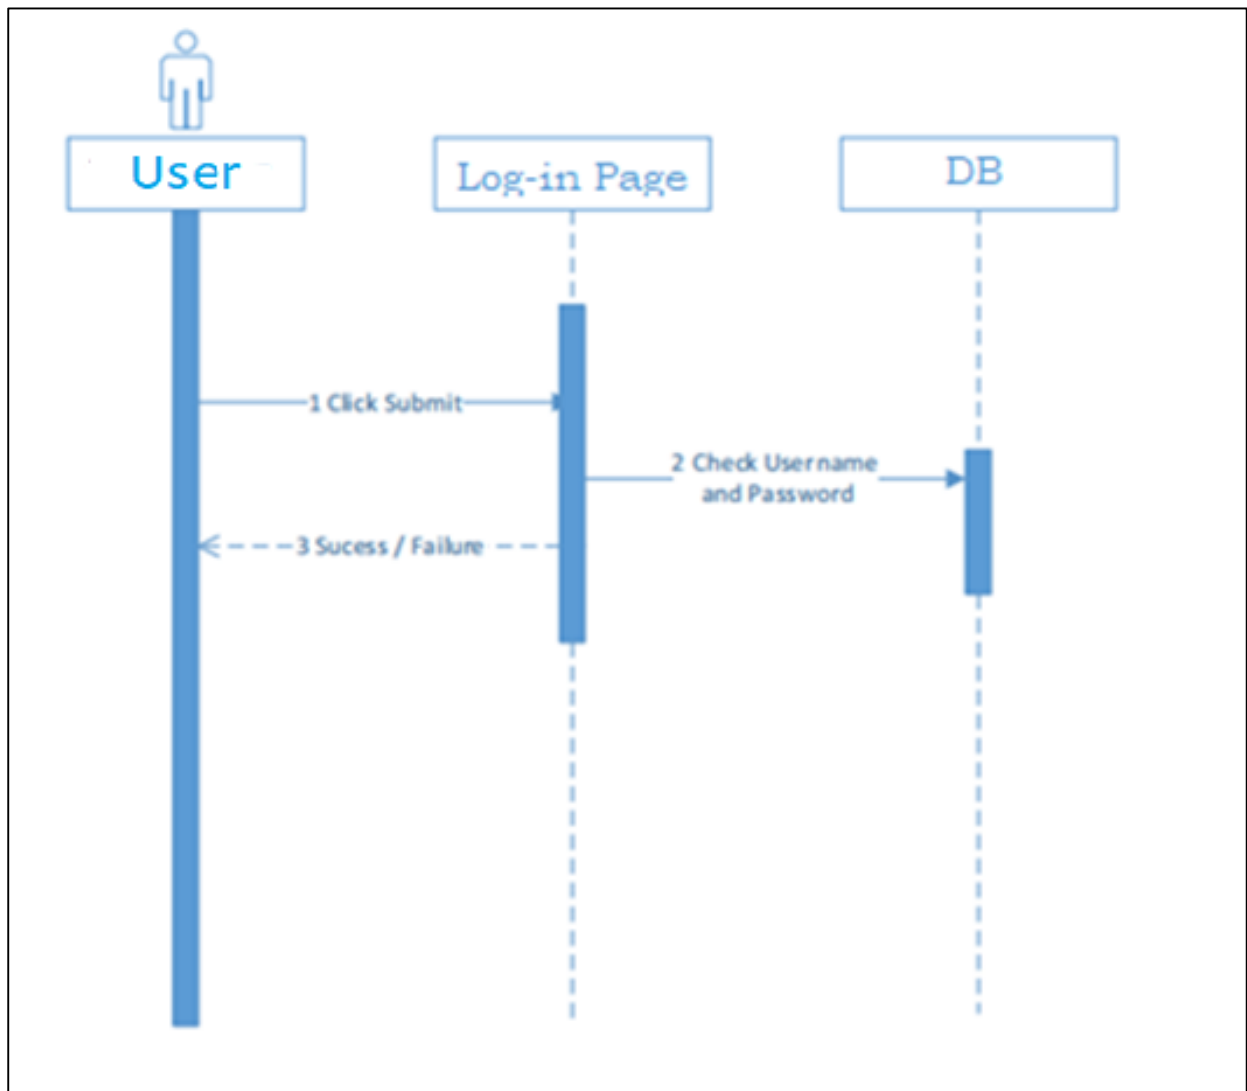 User
Log-in Page
DB
1 Click Submit
2 Check Username
and Password
3 Sucess / Failure